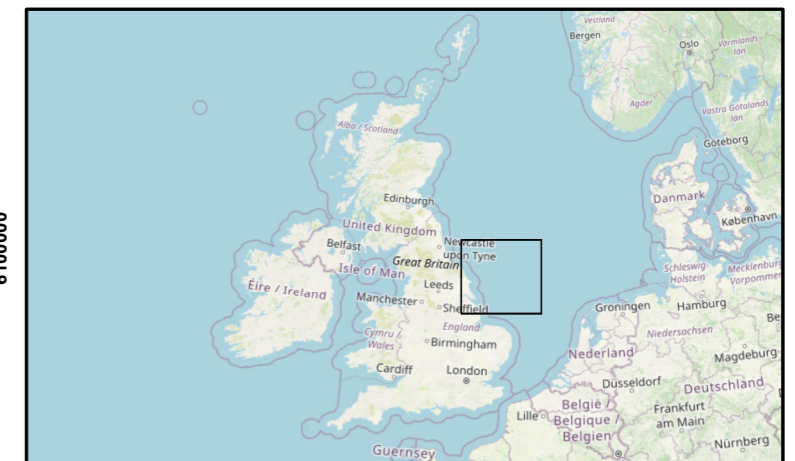 Vestland
Bergen
Oslo
Värmlands
län
Agder
Västra Götalands
län
Göteborg
Alba / Scotland
Danmark
Edinburgh
København
United Kingdom
Belfast
Newcastle
upon Tyne
Great Britain
Isle of Man
Schleswig-
Holstein
Mecklenburg
Vorpommer
Éire / Ireland
Leeds
Manchester
Sheffield
Groningen
Hamburg
England
Cymru /
Wales
Birmingham
Niedersachsen
Be
Nederland
Magdeburg
Cardiff
London
Düsseldorf
Deutschland
Lille
België /
Belgique /
Belgien
Frankfurt
am Main
Nürnberg
Guernsey